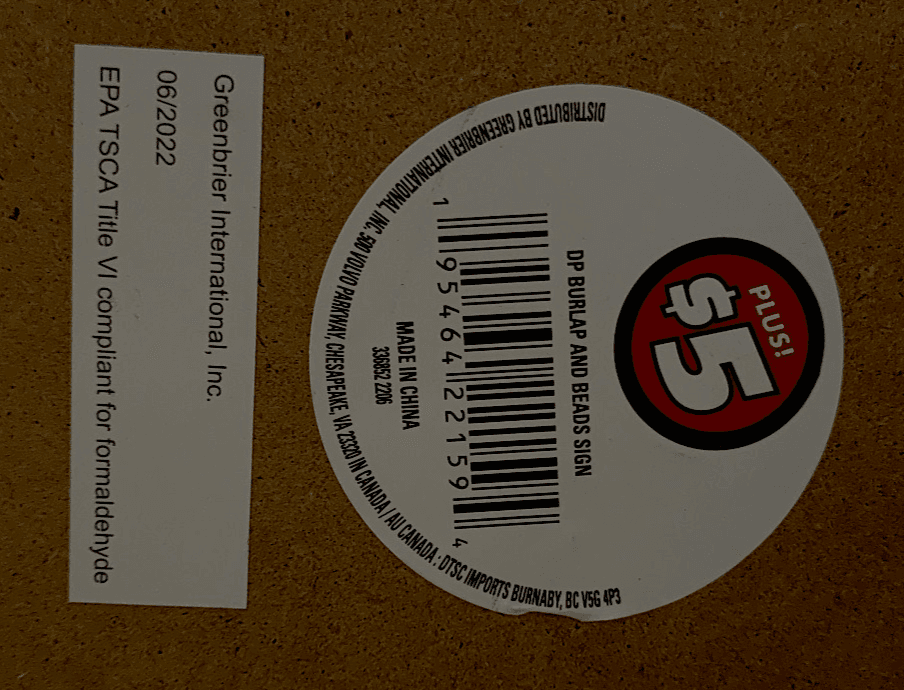 Greenbrier International, Inc.
06/2022
EPA TSCA Title VI compliant for formaldehyde
PLUS!
$5
DP BURLAP AND BEADS SIGN
1 95464 22159 4
MADE IN CHINA
336852 2206
DISTRIBUTED BY GREENBRIER INTERNATIONAL, INC. 500 VOLVO PARKWAY, CHESAPEAKE, VA 23320 IN CANADA / AU CANADA : DTSC IMPORTS BURNABY, BC V5G 4P3